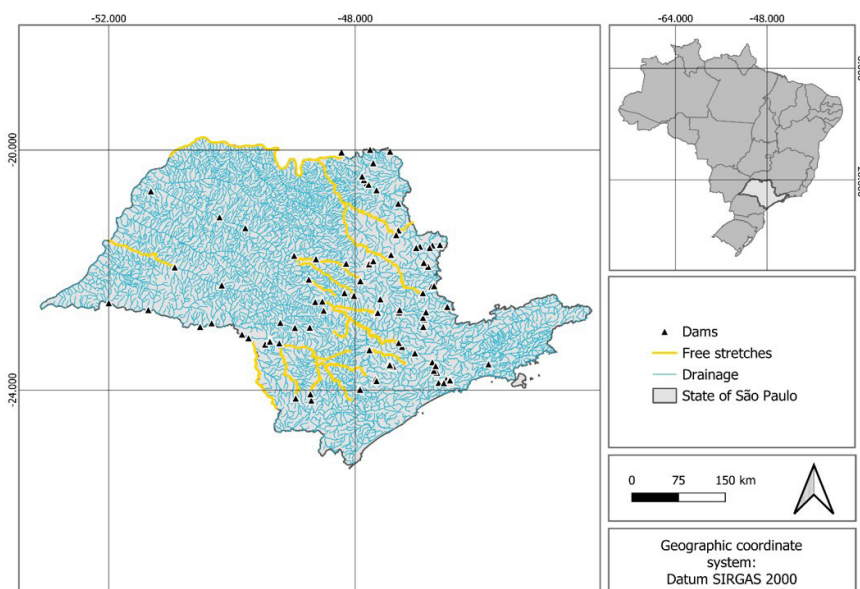 -52.000
-48.000
-64.000
-48.000
-20.000
-24.000
Dams
Free stretches
Drainage
State of São Paulo
0 75 150 km
Geographic coordinate
system:
Datum SIRGAS 2000